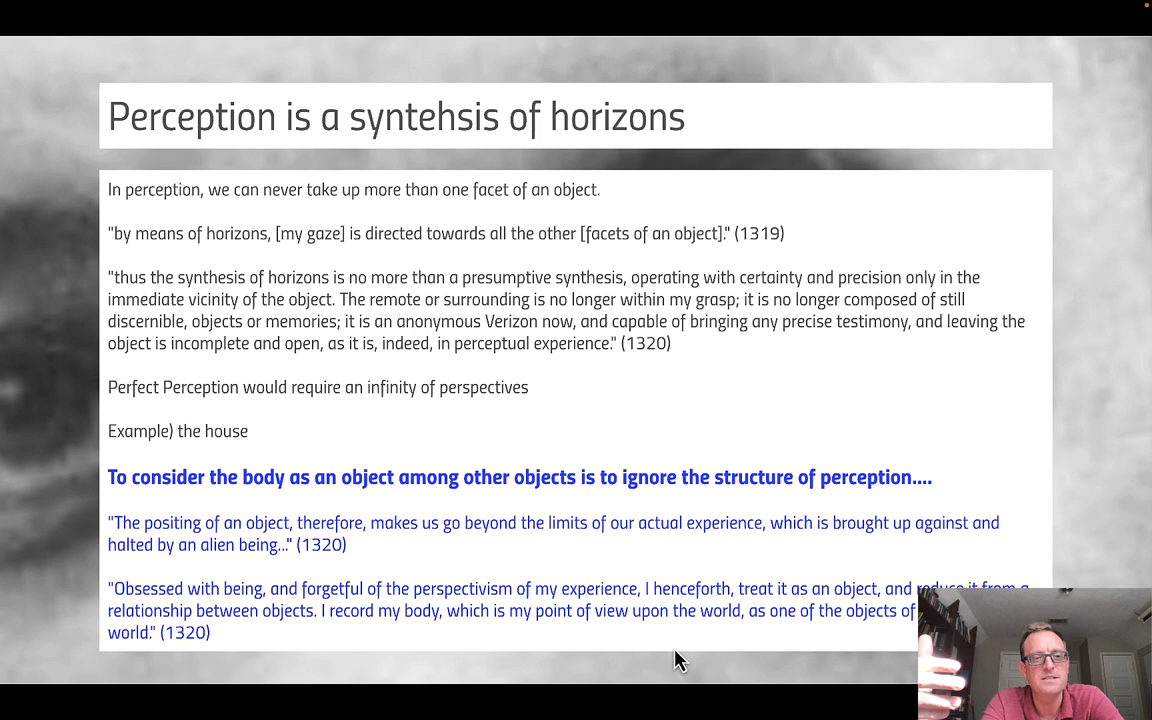 Perception is a syntehsis of horizons
In perception, we can never take up more than one facet of an object.
"by means of horizons, [my gaze] is directed towards all the other [facets of an object]." (1319)
"thus the synthesis of horizons is no more than a presumptive synthesis, operating with certainty and precision only in the
immediate vicinity of the object. The remote or surrounding is no longer within my grasp; it is no longer composed of still
discernible, objects or memories; it is an anonymous Verizon now, and capable of bringing any precise testimony, and leaving the
object is incomplete and open, as it is, indeed, in perceptual experience." (1320)
Perfect Perception would require an infinity of perspectives
Example) the house
To consider the body as an object among other objects is to ignore the structure of perception....
"The positing of an object, therefore, makes us go beyond the limits of our actual experience, which is brought up against and
halted by an alien being..." (1320)
"Obsessed with being, and forgetful of the perspectivism of my experience, I henceforth, treat it as an object, and reduce it from a
relationship between objects. I record my body, which is my point of view upon the world, as one of the objects of
world." (1320)